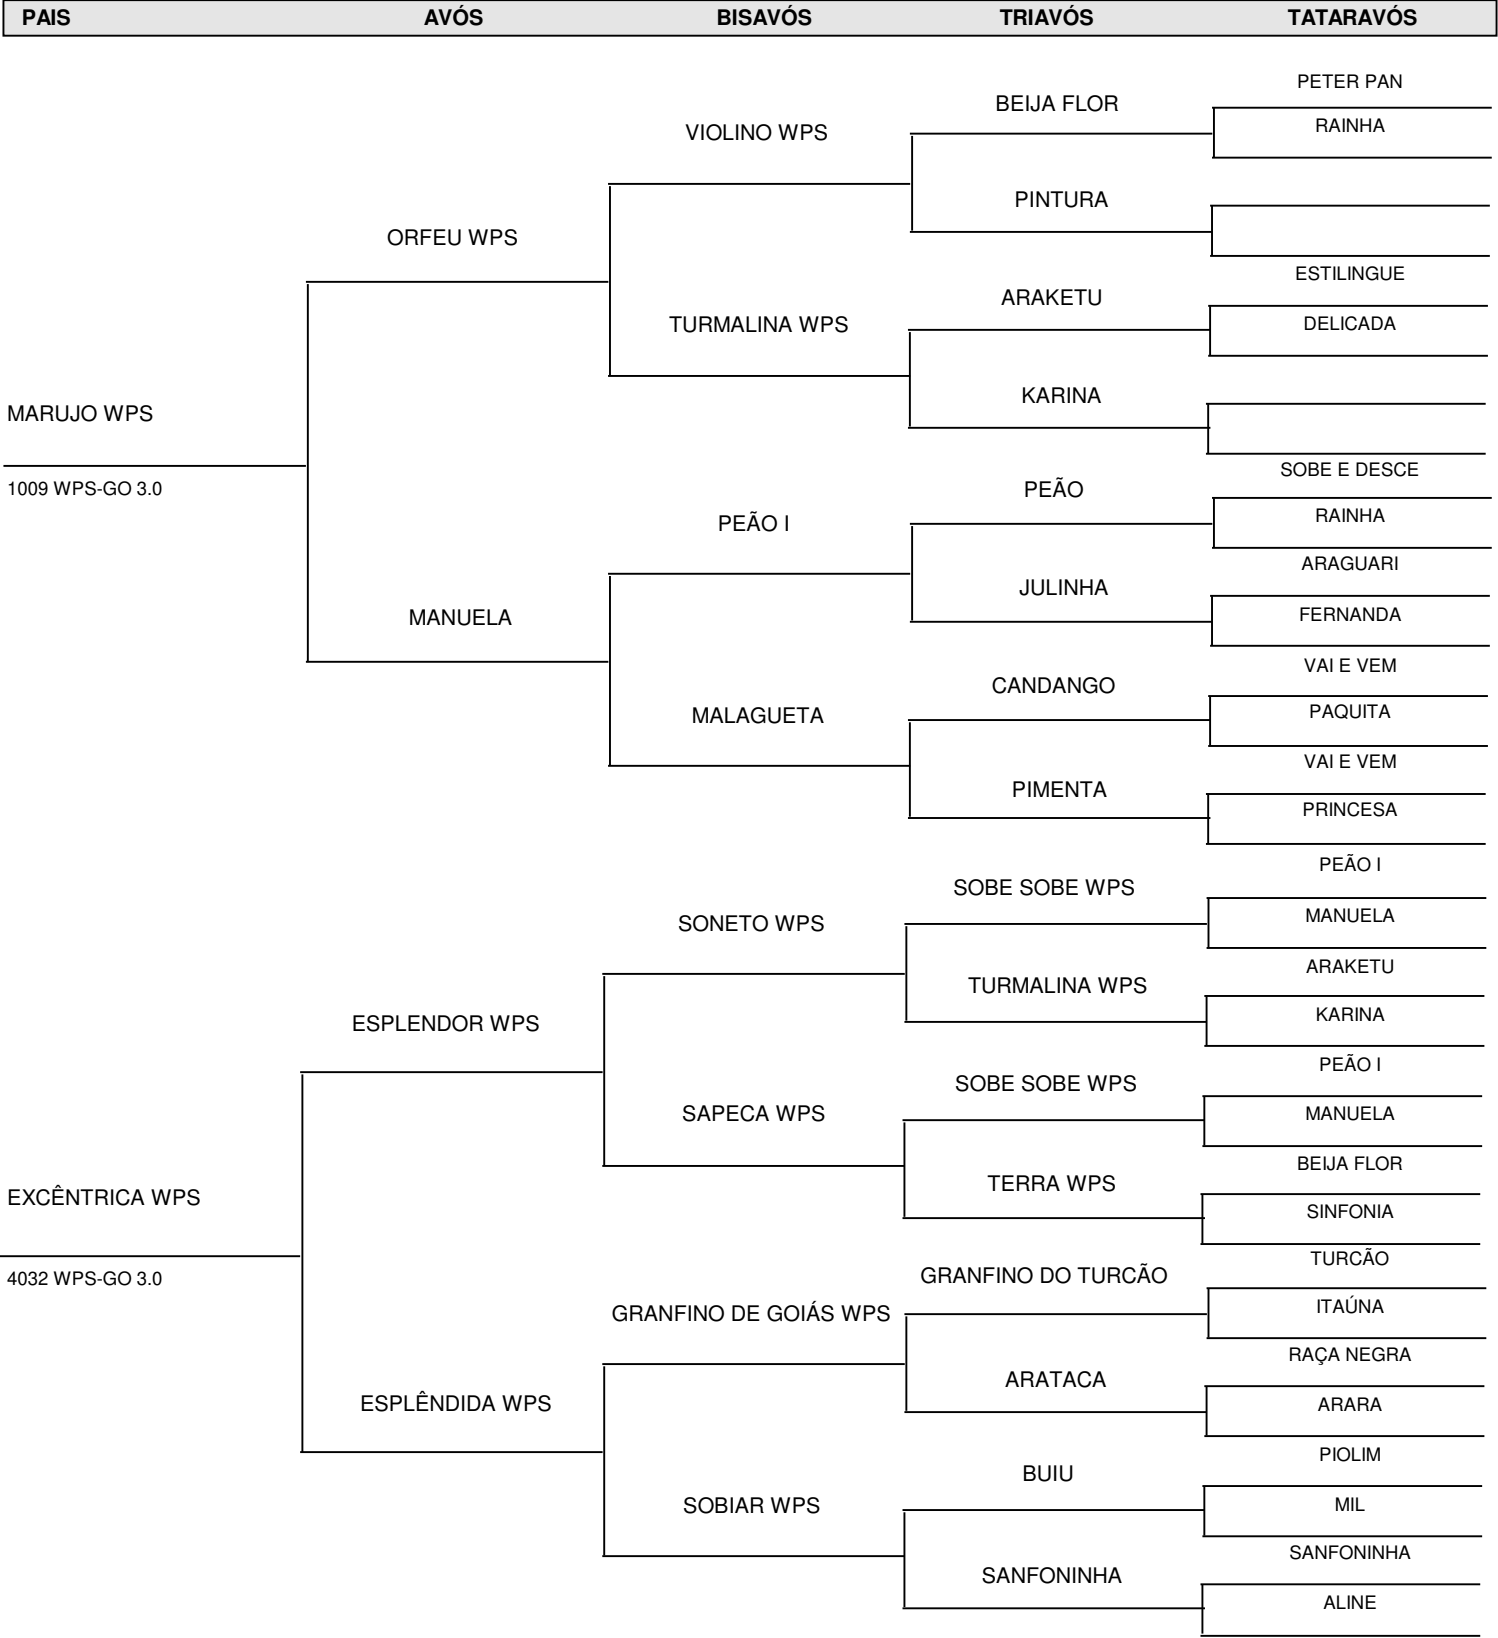 PAIS AVÓS BISAVÓS TRIAVÓS TATARAVÓS
PETER PAN
BEIJA FLOR
RAINHA
VIOLINO WPS
PINTURA
ORFEU WPS
ESTILINGUE
ARAKETU
DELICADA
TURMALINA WPS
KARINA
MARUJO WPS
SOBE E DESCE
1009 WPS-GO 3.0
PEÃO
RAINHA
PEÃO I
ARAGUARI
JULINHA
FERNANDA
MANUELA
VAI E VEM
CANDANGO
PAQUITA
MALAGUETA
VAI E VEM
PIMENTA
PRINCESA
PEÃO I
SOBE SOBE WPS
MANUELA
SONETO WPS
ARAKETU
TURMALINA WPS
KARINA
ESPLENDOR WPS
PEÃO I
SOBE SOBE WPS
MANUELA
SAPECA WPS
BEIJA FLOR
TERRA WPS
EXCÊNTRICA WPS
SINFONIA
TURCÃO
4032 WPS-GO 3.0
GRANFINO DO TURCÃO
ITAÚNA
GRANFINO DE GOIÁS WPS
RAÇA NEGRA
ARATACA
ARARA
ESPLÊNDIDA WPS
PIOLIM
BUIU
MIL
SOBIAR WPS
SANFONINHA
SANFONINHA
ALINE